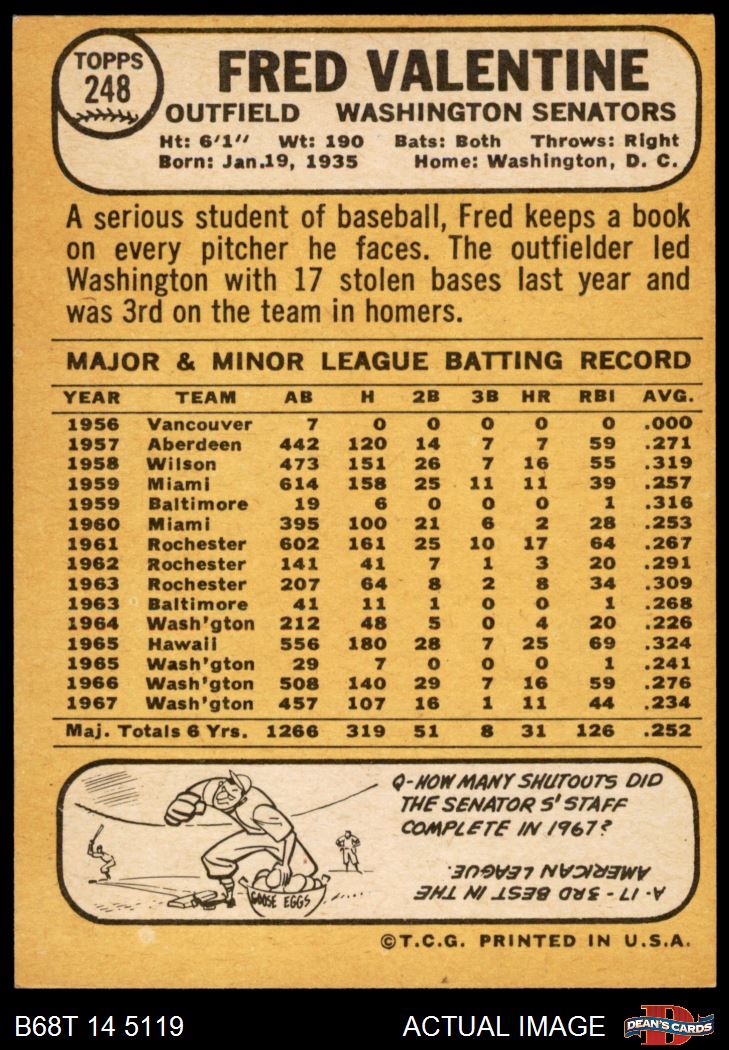 TOPPS
248
FRED VALENTINE
OUTFIELD WASHINGTON SENATORS
Ht: 6'1" Wt: 190 Bats: Both Throws: Right
Born: Jan.19, 1935 Home: Washington, D. C.
A serious student of baseball, Fred keeps a book
on every pitcher he faces. The outfielder led
Washington with 17 stolen bases last year and
was 3rd on the team in homers.
MAJOR & MINOR LEAGUE BATTING RECORD
YEAR TEAM AB H 2B 3B HR RBI AVG.
1956 Vancouver 7 0 0 0 0 0 .000
1957 Aberdeen 442 120 14 7 7 59 .271
1958 Wilson 473 151 26 7 16 55 .319
1959 Miami 614 158 25 11 11 39 .257
1959 Baltimore 19 6 0 0 0 1 .316
1960 Miami 395 100 21 6 2 28 .253
1961 Rochester 602 161 25 10 17 64 .267
1962 Rochester 141 41 7 1 3 20 .291
1963 Rochester 207 64 8 2 8 34 .309
1963 Baltimore 41 11 1 0 0 1 .268
1964 Wash'gton 212 48 5 0 4 20 .226
1965 Hawaii 556 180 28 7 25 69 .324
1965 Wash'gton 29 7 0 0 0 1 .241
1966 Wash'gton 508 140 29 7 16 59 .276
1967 Wash'gton 457 107 16 1 11 44 .234
Maj. Totals 6 Yrs. 1266 319 51 8 31 126 .252
Q-HOW MANY SHUTOUTS DID
THE SENATOR S' STAFF
COMPLETE IN 1967?
A-17 - 3RD BEST IN THE
AMERICAN LEAGUE.
GOOSE EGGS
©T.C.G. PRINTED IN U.S.A.
B68T 14 5119 ACTUAL IMAGE
DEAN'S CARDS